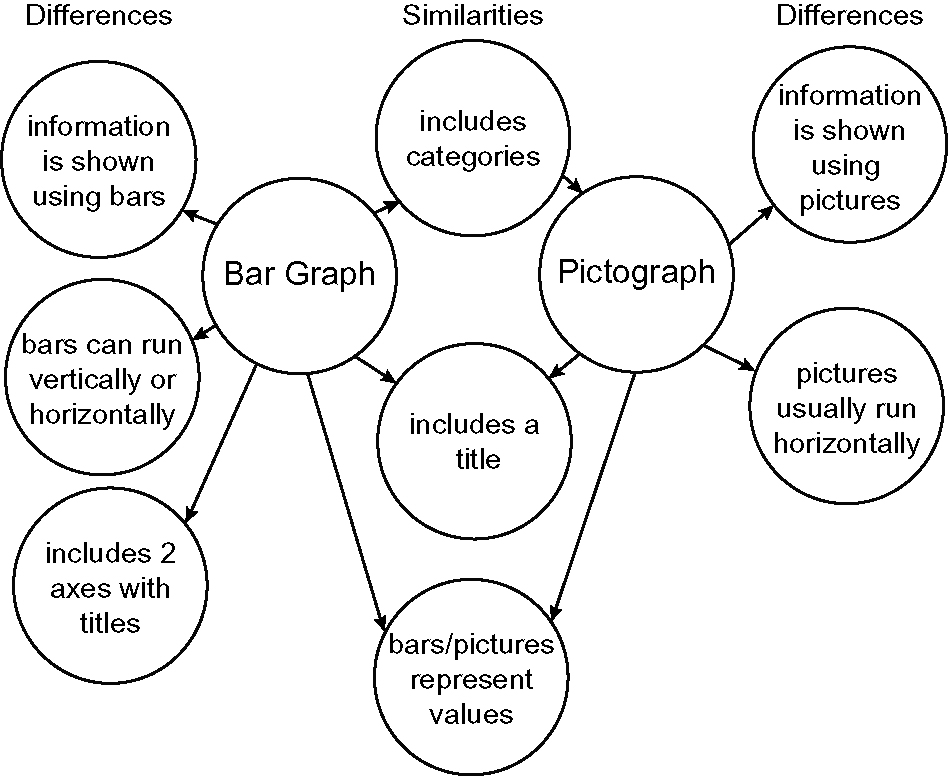 Differences
Similarities
Differences
information
is shown
using bars
includes
categories
information
is shown
using
pictures
Bar Graph
Pictograph
bars can run
vertically or
horizontally
includes a
title
pictures
usually run
horizontally
includes 2
axes with
titles
bars/pictures
represent
values